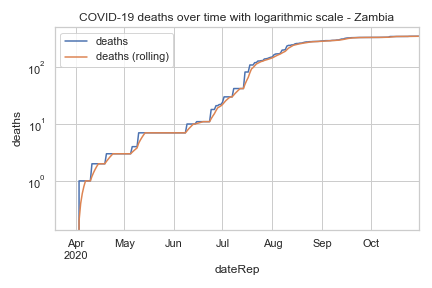 COVID-19 deaths over time with logarithmic scale - Zambia
deaths
deaths (rolling)
10²
10¹
10⁰
deaths
Apr May Jun Jul Aug Sep Oct
2020
dateRep